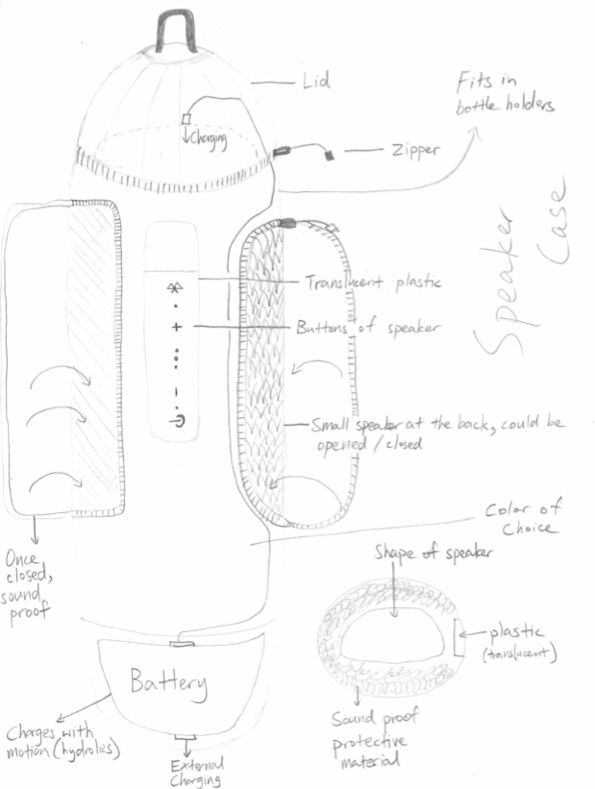 Lid
Charging
Zipper
Fits in
bottle holders
Speaker
Case
Translucent plastic
Buttons of speaker
Small speaker at the back, could be
opened / closed
Color of
Choice
Once
closed,
sound
proof
Shape of speaker
plastic
(translucent)
Sound proof
protective
material
Battery
Charges with
motion (hydrolics)
External
Charging